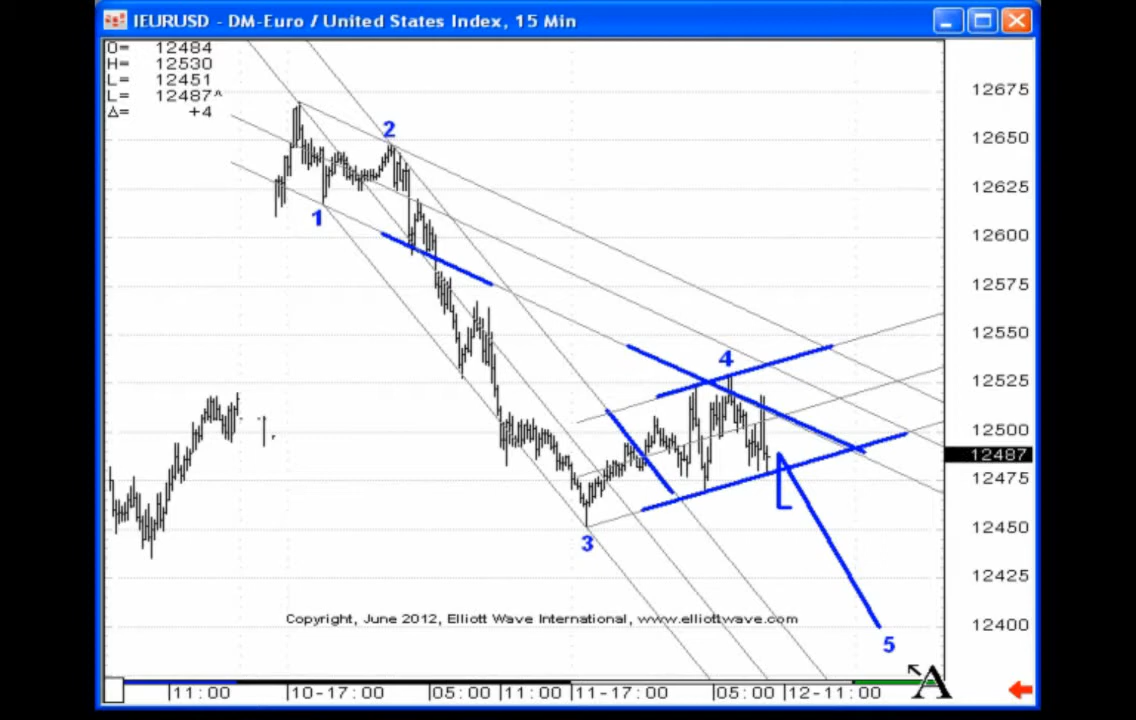 IEURUSD - DM-Euro / United States Index, 15 Min
O= 12484
H= 12530
L= 12451
L= 12487^
Δ= +4
12675
12650
12625
12600
12575
12550
12525
12500
12487
12475
12450
12425
12400
2
1
4
3
5
Copyright, June 2012, Elliott Wave International, www.elliottwave.com
11:00 10-17:00 05:00 11:00 11-17:00 05:00 12-11:00
A